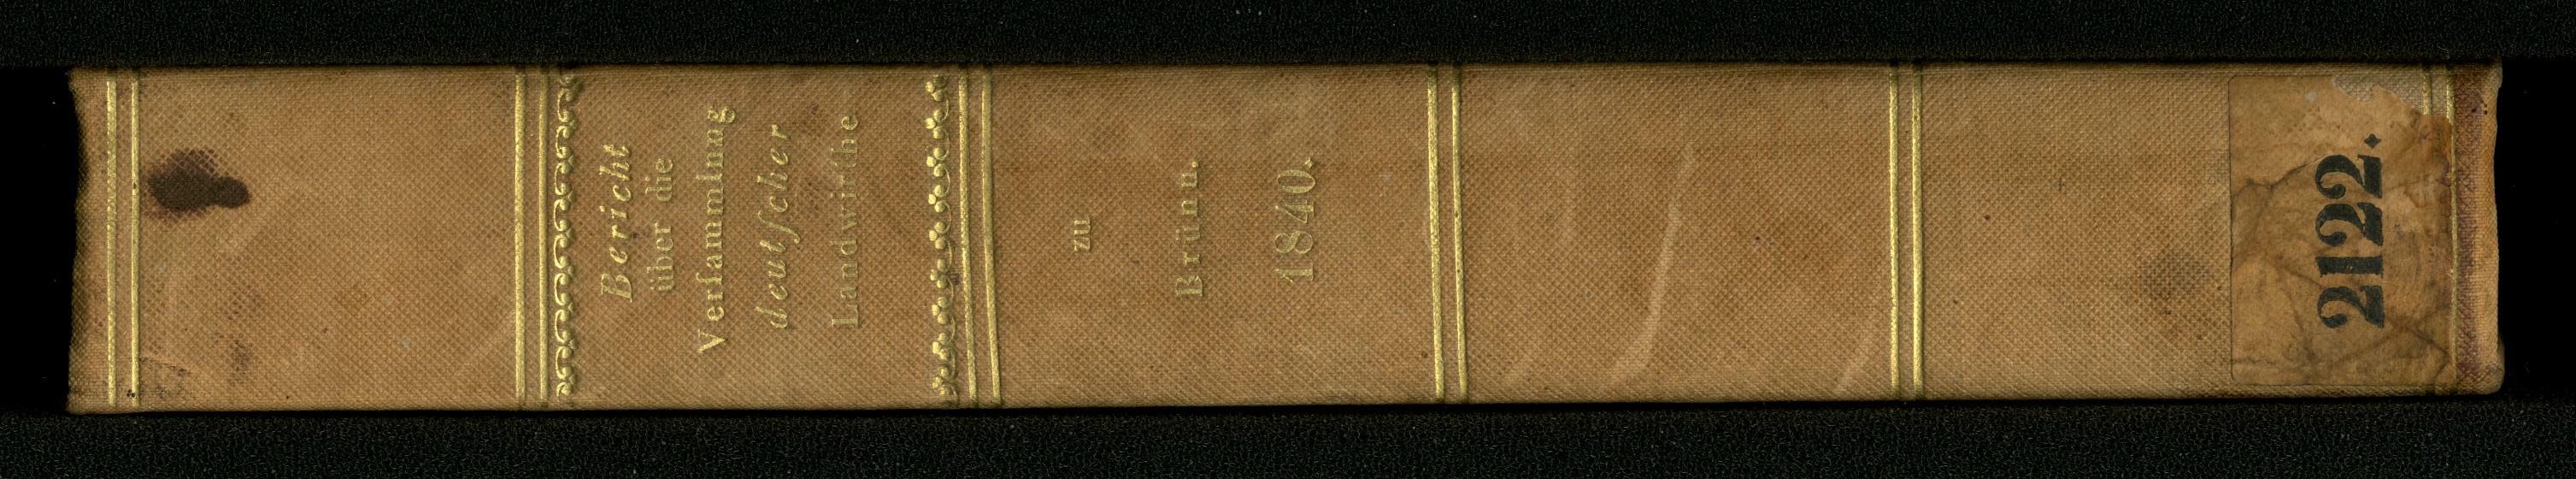 Bericht
über die
Verſammlung
deutſcher
Landwirthe
zu
Brünn.
1840.
2122.